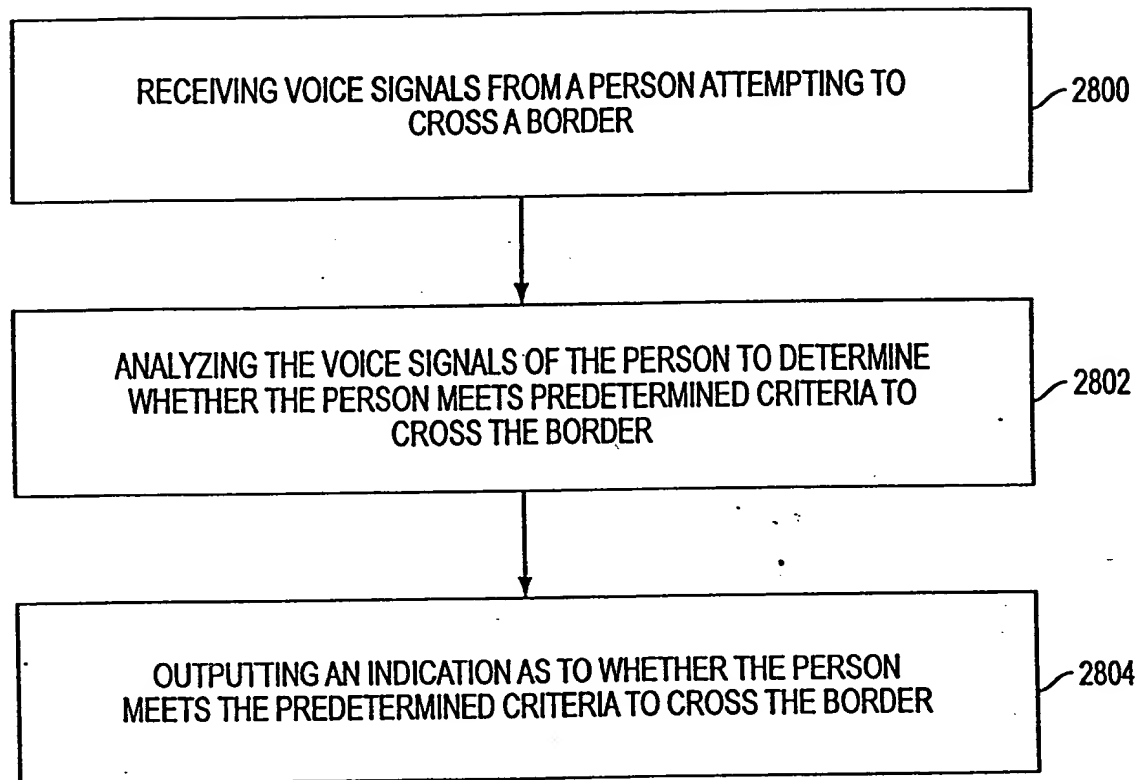 RECEIVING VOICE SIGNALS FROM A PERSON ATTEMPTING TO
CROSS A BORDER
2800
ANALYZING THE VOICE SIGNALS OF THE PERSON TO DETERMINE
WHETHER THE PERSON MEETS PREDETERMINED CRITERIA TO
CROSS THE BORDER
2802
OUTPUTTING AN INDICATION AS TO WHETHER THE PERSON
MEETS THE PREDETERMINED CRITERIA TO CROSS THE BORDER
2804